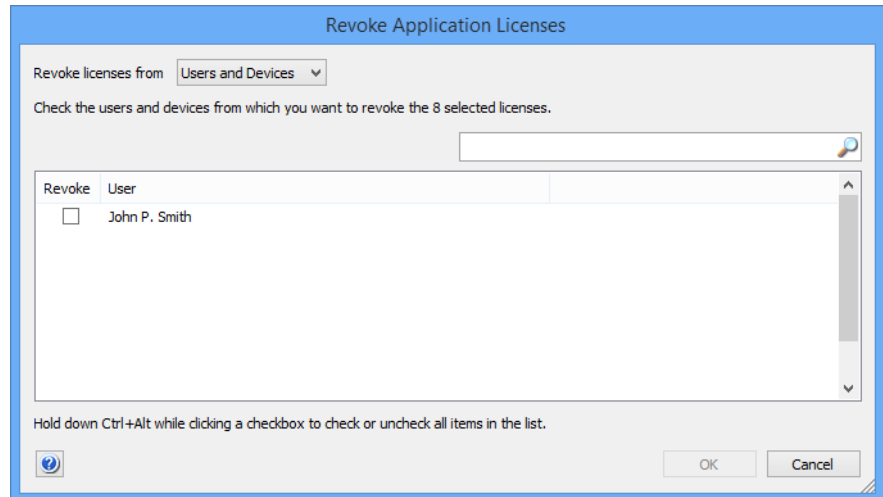 Revoke Application Licenses
Revoke licenses from Users and Devices
Check the users and devices from which you want to revoke the 8 selected licenses.
Revoke User
John P. Smith
Hold down Ctrl+Alt while clicking a checkbox to check or uncheck all items in the list.
? OK Cancel